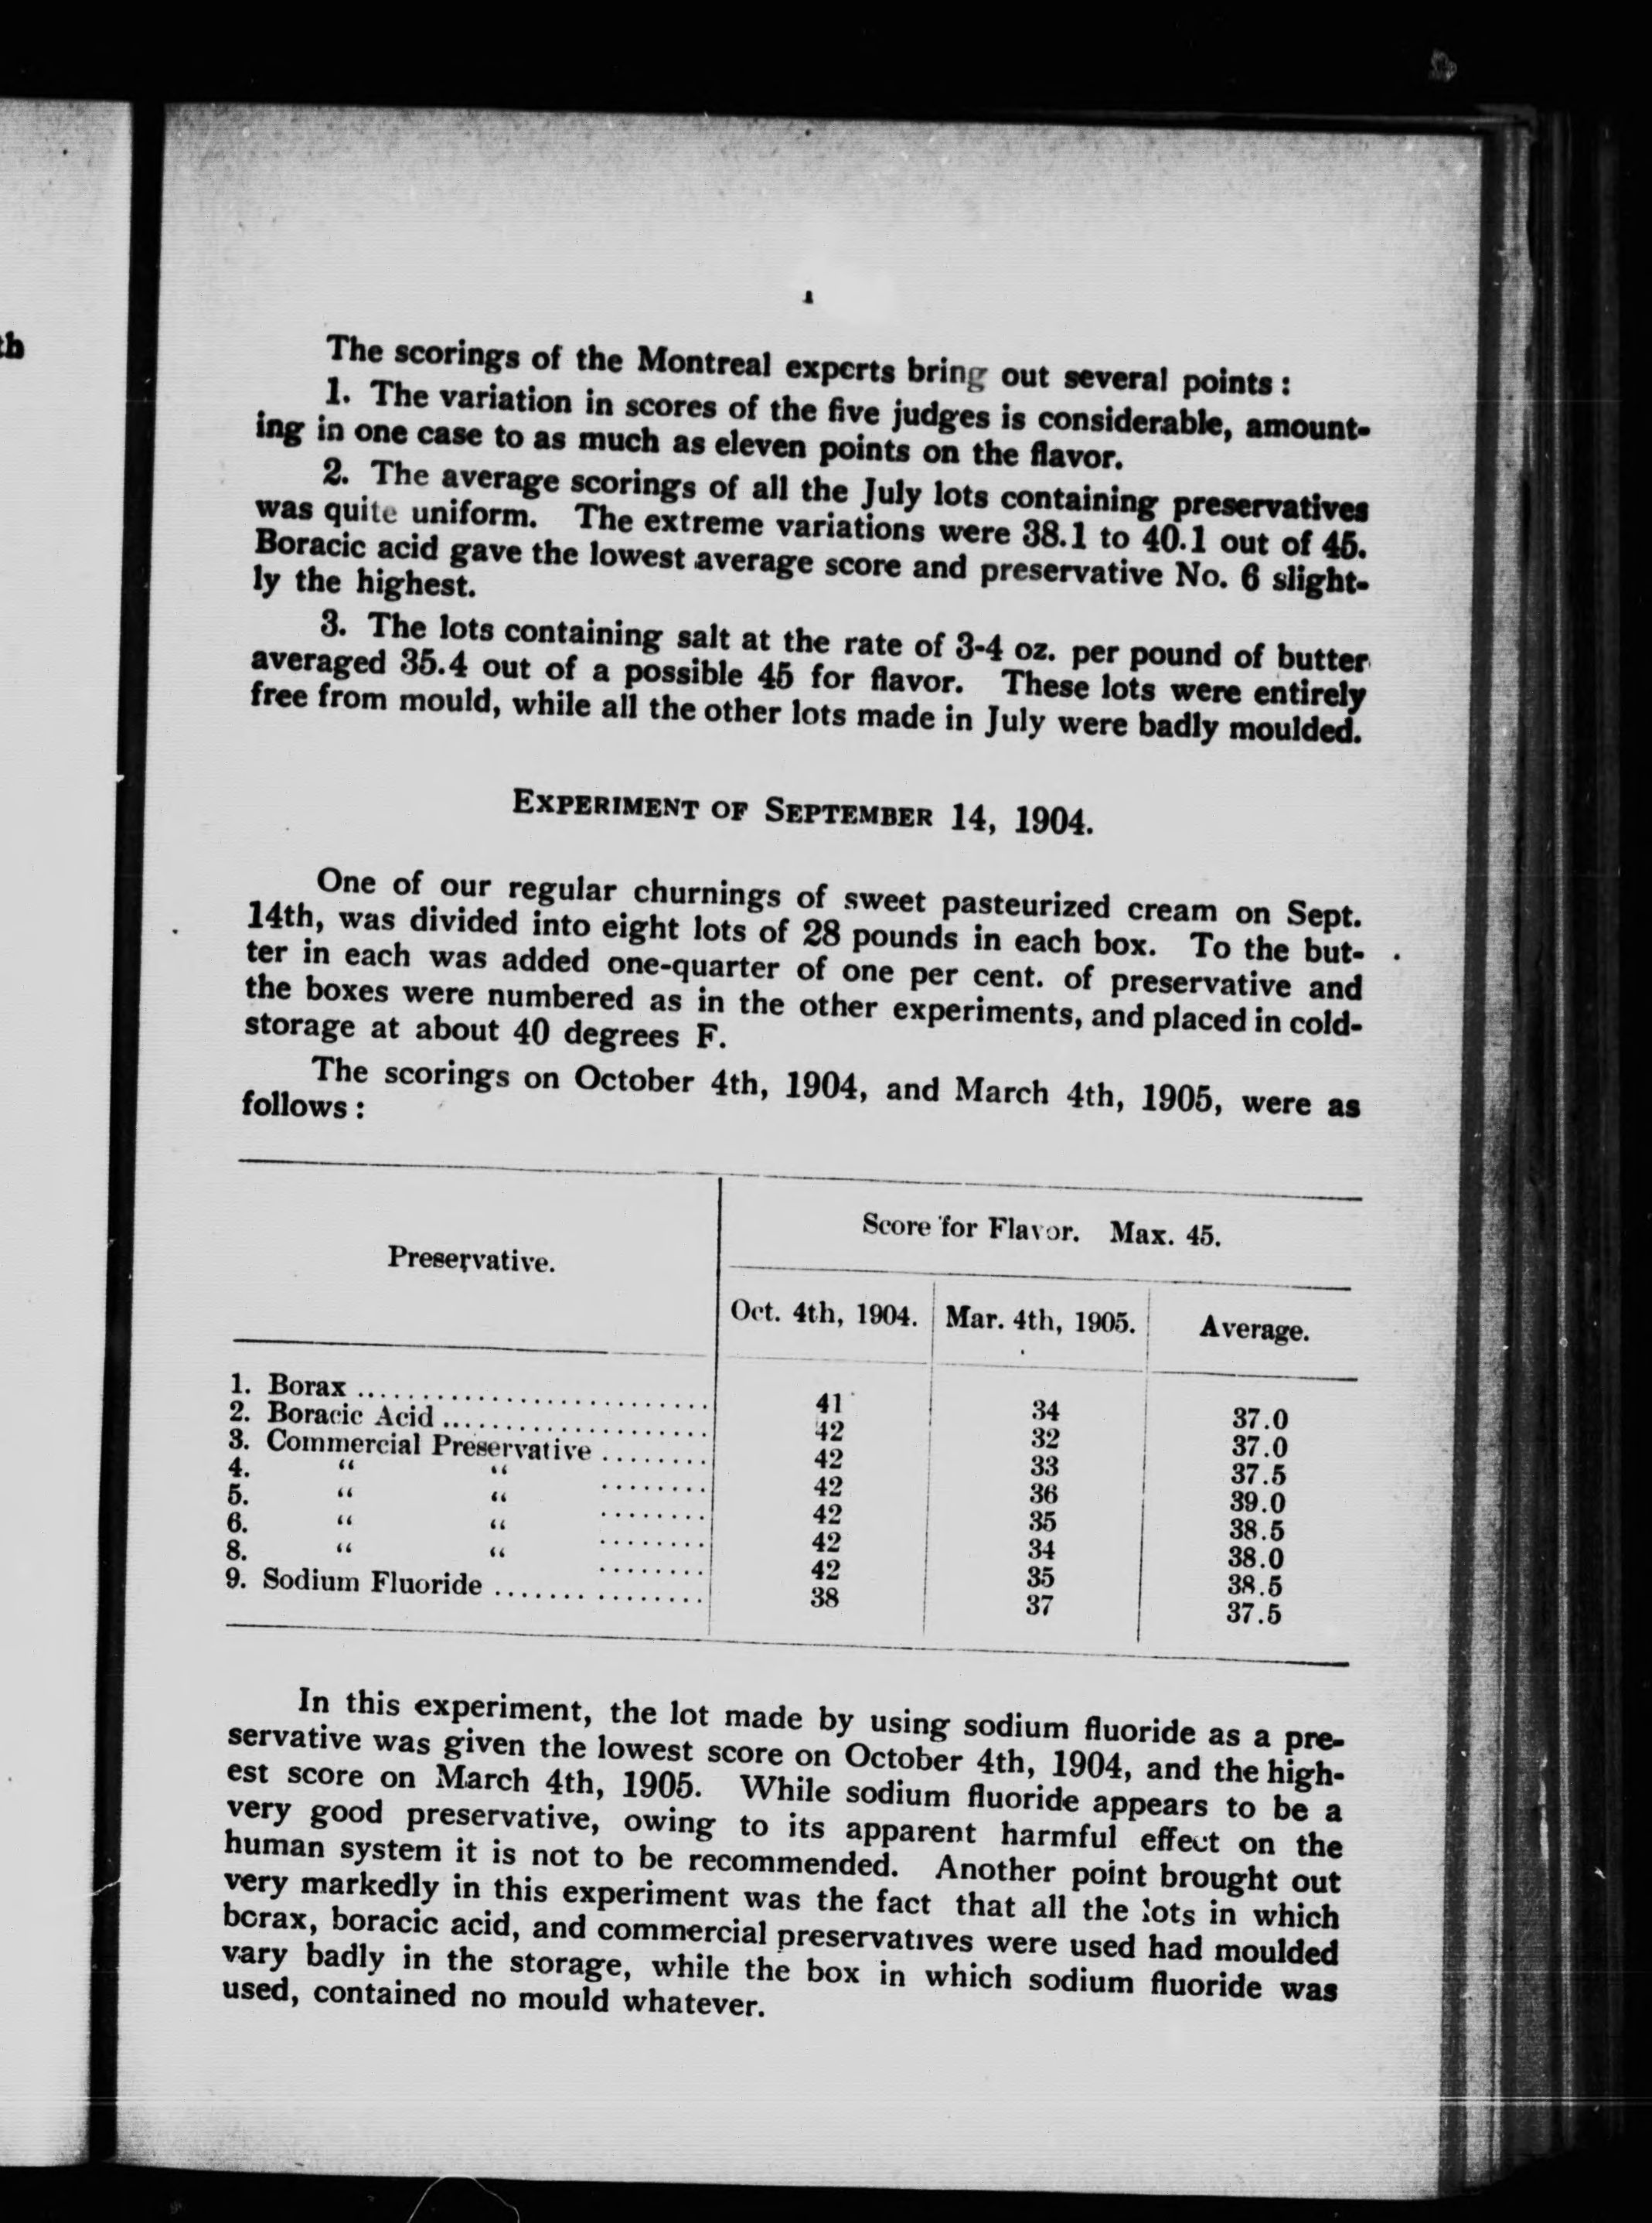 th
The scorings of the Montreal experts bring out several points :
1. The variation in scores of the five judges is considerable, amount-
ing in one case to as much as eleven points on the flavor.
2. The average scorings of all the July lots containing preservatives
was quite uniform. The extreme variations were 38.1 to 40.1 out of 45.
Boracic acid gave the lowest average score and preservative No. 6 slight-
ly the highest.
3. The lots containing salt at the rate of 3-4 oz. per pound of butter
averaged 35.4 out of a possible 45 for flavor. These lots were entirely
free from mould, while all the other lots made in July were badly moulded.
EXPERIMENT OF SEPTEMBER 14, 1904.
One of our regular churnings of sweet pasteurized cream on Sept.
14th, was divided into eight lots of 28 pounds in each box. To the but-
ter in each was added one-quarter of one per cent. of preservative and
the boxes were numbered as in the other experiments, and placed in cold-
storage at about 40 degrees F.
The scorings on October 4th, 1904, and March 4th, 1905, were as
follows :
Preservative.
Score for Flavor. Max. 45.
Oct. 4th, 1904. Mar. 4th, 1905. Average.
1. Borax ........................ 41 34 37.0
2. Boracic Acid .................. 42 32 37.0
3. Commercial Preservative ........ 42 33 37.5
4. “ “ ........ 42 36 39.0
5. “ “ ........ 42 35 38.5
6. “ “ ........ 42 34 38.0
8. “ “ ........ 42 35 38.5
9. Sodium Fluoride ............... 38 37 37.5
In this experiment, the lot made by using sodium fluoride as a pre-
servative was given the lowest score on October 4th, 1904, and the high-
est score on March 4th, 1905. While sodium fluoride appears to be a
very good preservative, owing to its apparent harmful effect on the
human system it is not to be recommended. Another point brought out
very markedly in this experiment was the fact that all the lots in which
borax, boracic acid, and commercial preservatives were used had moulded
vary badly in the storage, while the box in which sodium fluoride was
used, contained no mould whatever.